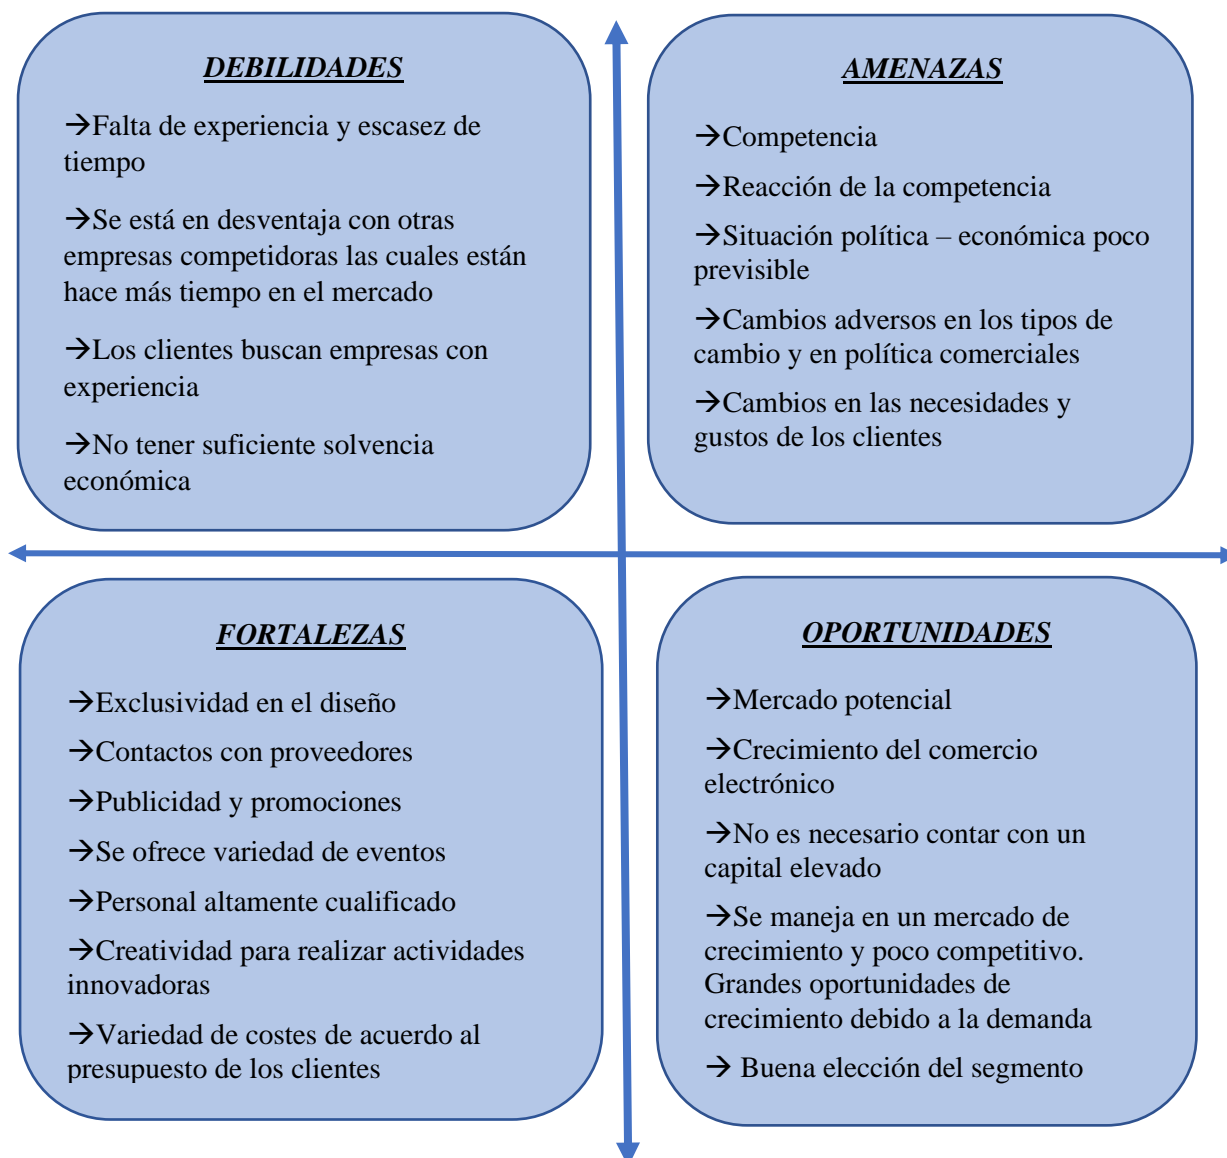 DEBILIDADES
→Falta de experiencia y escasez de
tiempo
→Se está en desventaja con otras
empresas competidoras las cuales están
hace más tiempo en el mercado
→Los clientes buscan empresas con
experiencia
→No tener suficiente solvencia
económica
AMENAZAS
→Competencia
→Reacción de la competencia
→Situación política – económica poco
previsible
→Cambios adversos en los tipos de
cambio y en política comerciales
→Cambios en las necesidades y
gustos de los clientes
FORTALEZAS
→Exclusividad en el diseño
→Contactos con proveedores
→Publicidad y promociones
→Se ofrece variedad de eventos
→Personal altamente cualificado
→Creatividad para realizar actividades
innovadoras
→Variedad de costes de acuerdo al
presupuesto de los clientes
OPORTUNIDADES
→Mercado potencial
→Crecimiento del comercio
electrónico
→No es necesario contar con un
capital elevado
→Se maneja en un mercado de
crecimiento y poco competitivo.
Grandes oportunidades de
crecimiento debido a la demanda
→ Buena elección del segmento